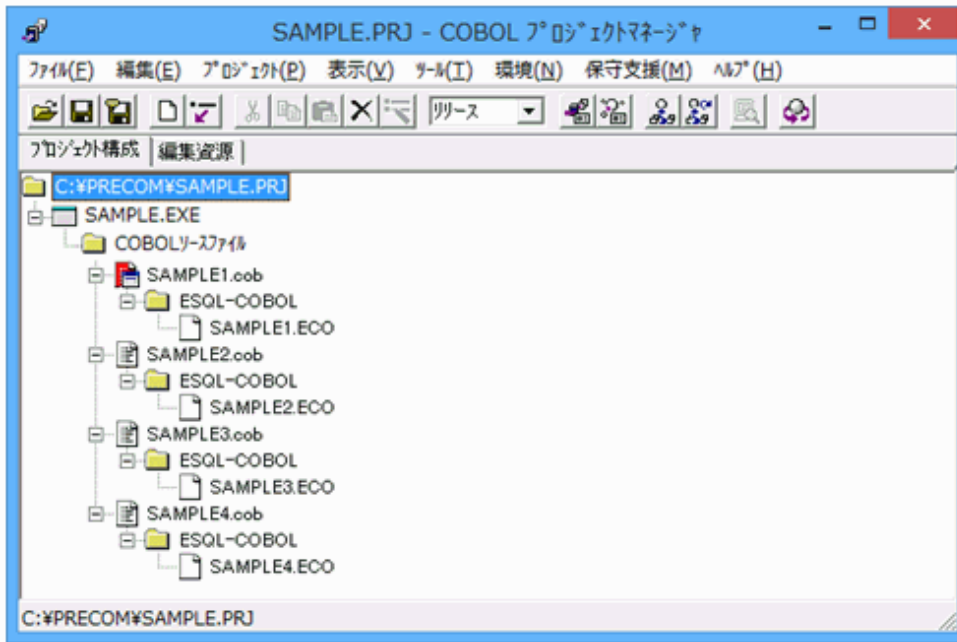 SAMPLE.PRJ - COBOL ﾌﾟﾛｼﾞｪｸﾄﾏﾈｰｼﾞｬ
ﾌｧｲﾙ(F) 編集(E) ﾌﾟﾛｼﾞｪｸﾄ(P) 表示(V) ﾂｰﾙ(T) 環境(N) 保守支援(M) ﾍﾙﾌﾟ(H)
ﾘﾘｰｽ
ﾌﾟﾛｼﾞｪｸﾄ構成 編集資源
C:¥PRECOM¥SAMPLE.PRJ
SAMPLE.EXE
COBOLｿｰｽﾌｧｲﾙ
SAMPLE1.cob
ESQL-COBOL
SAMPLE1.ECO
SAMPLE2.cob
ESQL-COBOL
SAMPLE2.ECO
SAMPLE3.cob
ESQL-COBOL
SAMPLE3.ECO
SAMPLE4.cob
ESQL-COBOL
SAMPLE4.ECO
C:¥PRECOM¥SAMPLE.PRJ